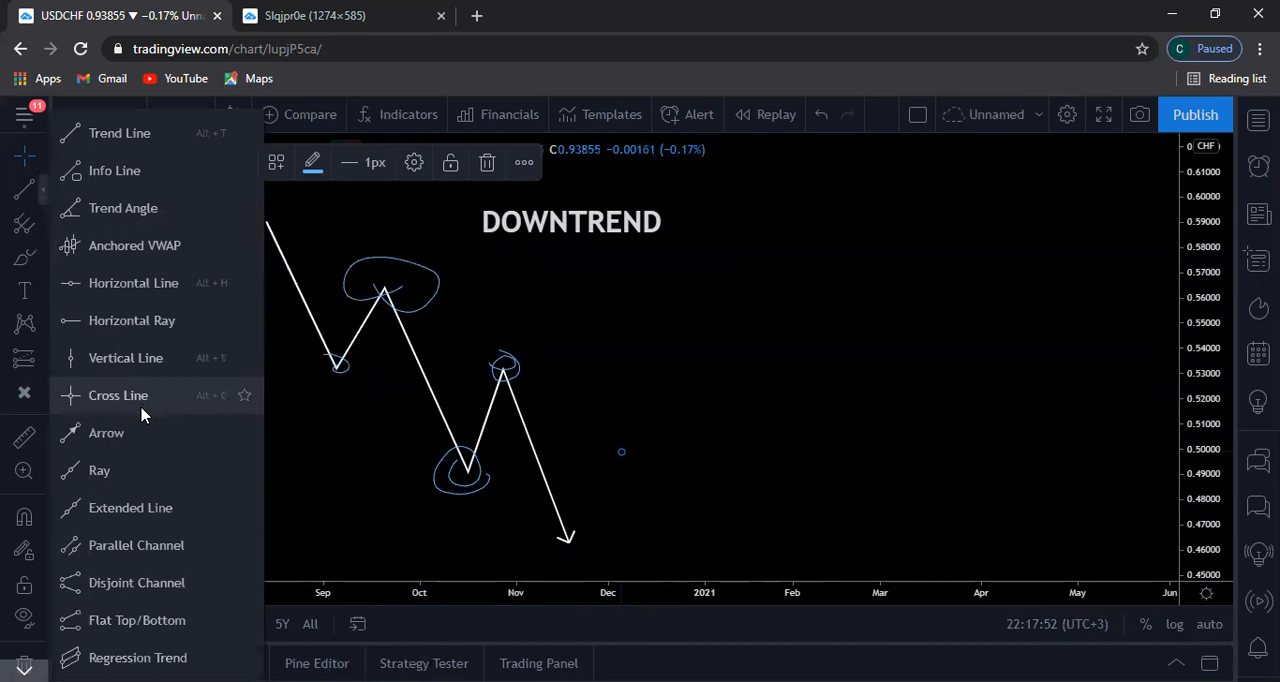 USDCHF 0.93855 ▼ −0.17% Unn
Slqjpr0e (1274×585)
tradingview.com/chart/IupjP5ca/
C Paused
Apps
Gmail
YouTube
Maps
Reading list
11
Compare
Indicators
Financials
Templates
Alert
Replay
Unnamed
Publish
1px
C0.93855 −0.00161 (−0.17%)
CHF
Trend Line Alt + T
Info Line
Trend Angle
Anchored VWAP
Horizontal Line Alt + H
Horizontal Ray
Vertical Line Alt + V
Cross Line Alt + C
Arrow
Ray
Extended Line
Parallel Channel
Disjoint Channel
Flat Top/Bottom
Regression Trend
DOWNTREND
0.61000
0.60000
0.59000
0.58000
0.57000
0.56000
0.55000
0.54000
0.53000
0.52000
0.51000
0.50000
0.49000
0.48000
0.47000
0.46000
0.45000
Sep Oct Nov Dec 2021 Feb Mar Apr May Jun
5Y All
22:17:52 (UTC+3) % log auto
Pine Editor Strategy Tester Trading Panel